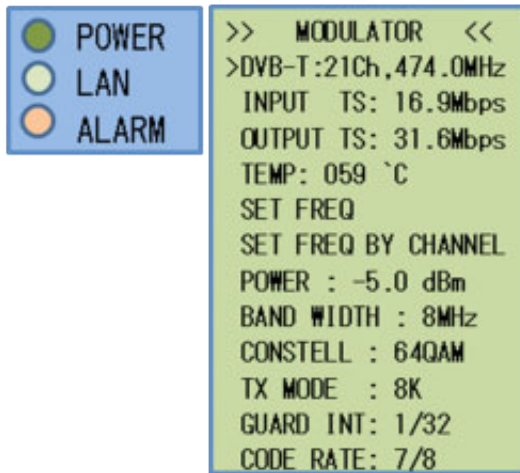 POWER
LAN
ALARM
>> MODULATOR <<
>DVB-T:21Ch,474.0MHz
INPUT TS: 16.9Mbps
OUTPUT TS: 31.6Mbps
TEMP: 059 `C
SET FREQ
SET FREQ BY CHANNEL
POWER : -5.0 dBm
BAND WIDTH : 8MHz
CONSTELL : 64QAM
TX MODE : 8K
GUARD INT: 1/32
CODE RATE: 7/8